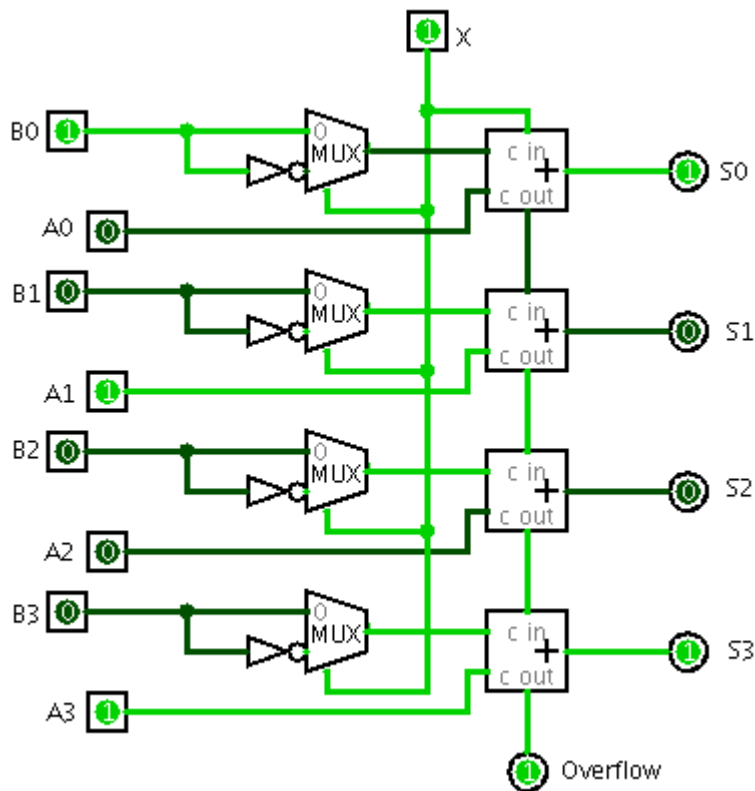 1 X
B0 1 0 MUX c in + c out 1 S0
A0 0
B1 0 0 MUX c in + c out 0 S1
A1 1
B2 0 0 MUX c in + c out 0 S2
A2 0
B3 0 0 MUX c in + c out 1 S3
A3 1
1 Overflow